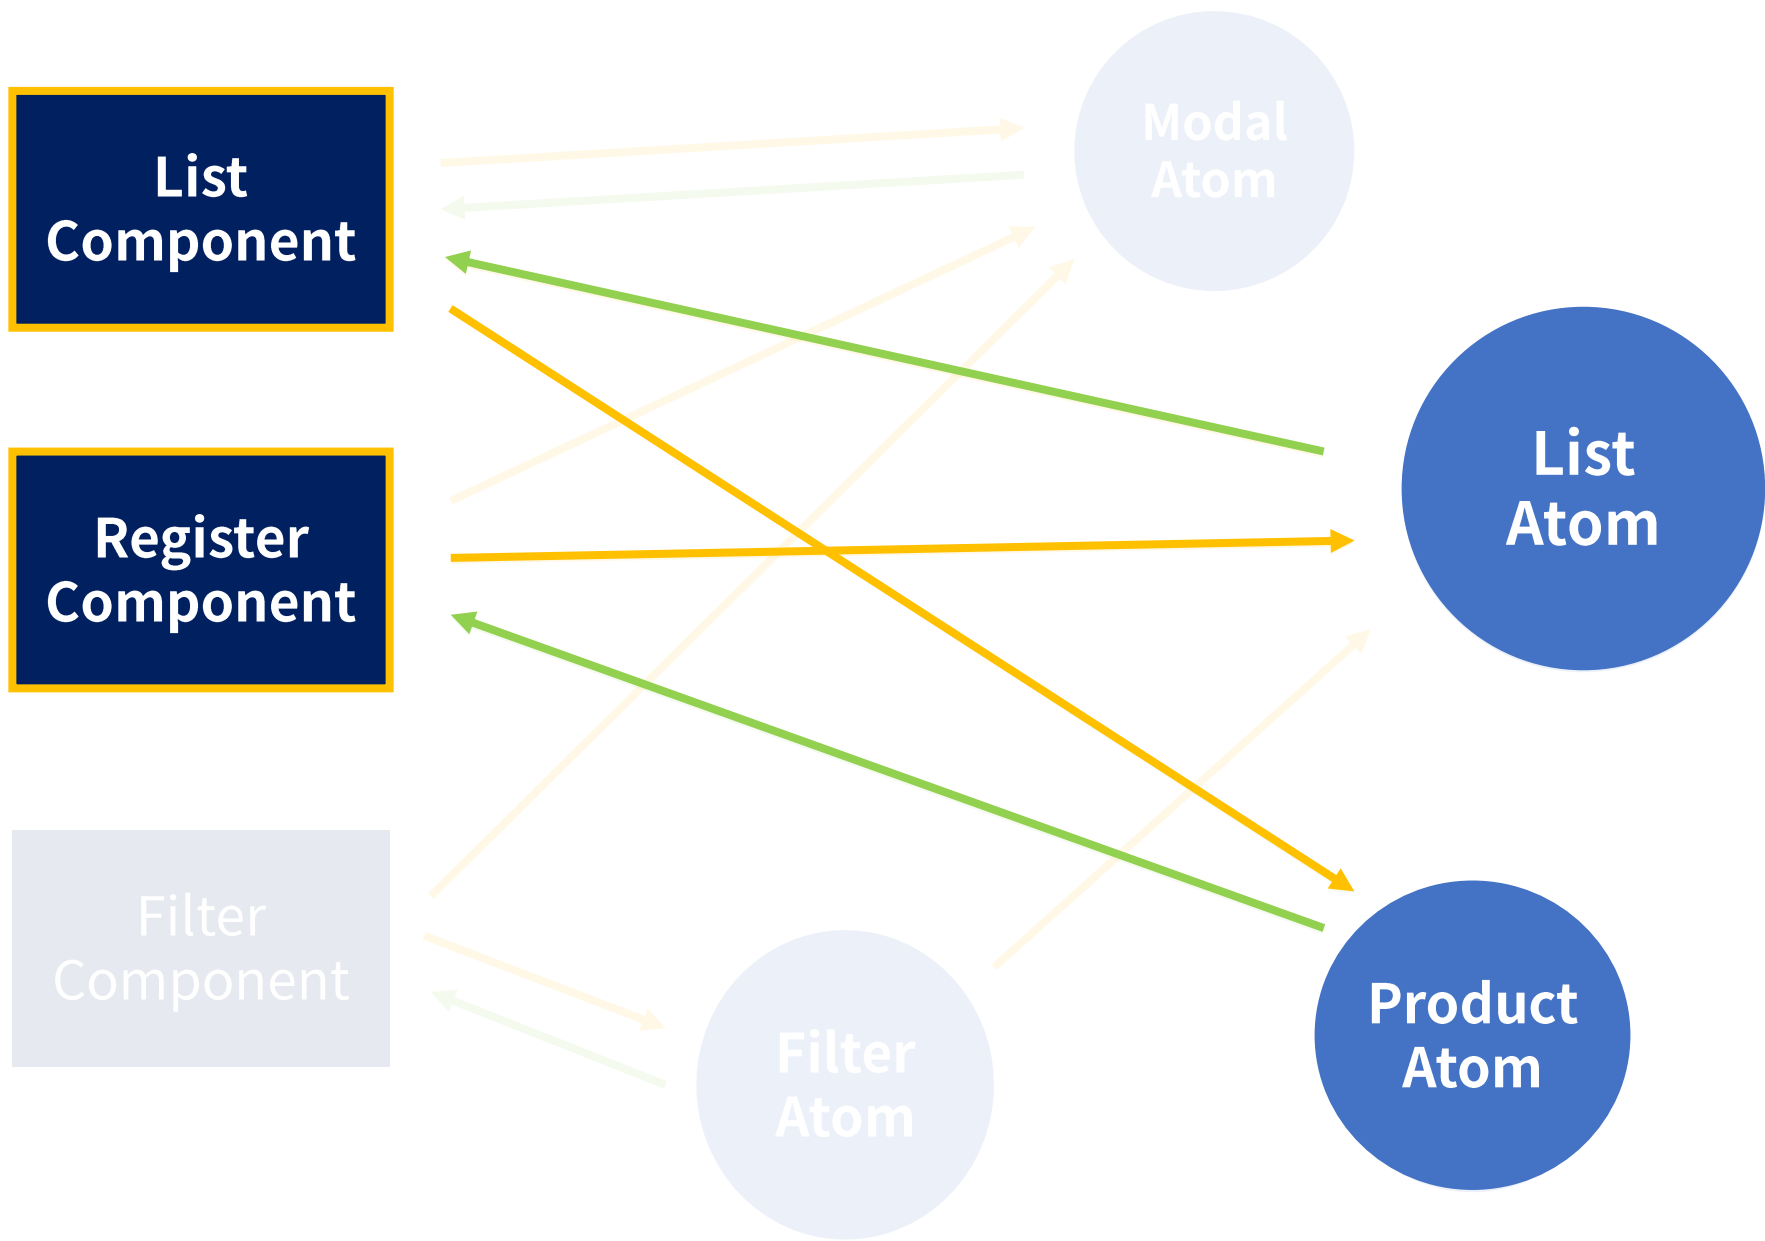 List
Component
Modal
Atom
List
Atom
Register
Component
Filter
Component
Filter
Atom
Product
Atom